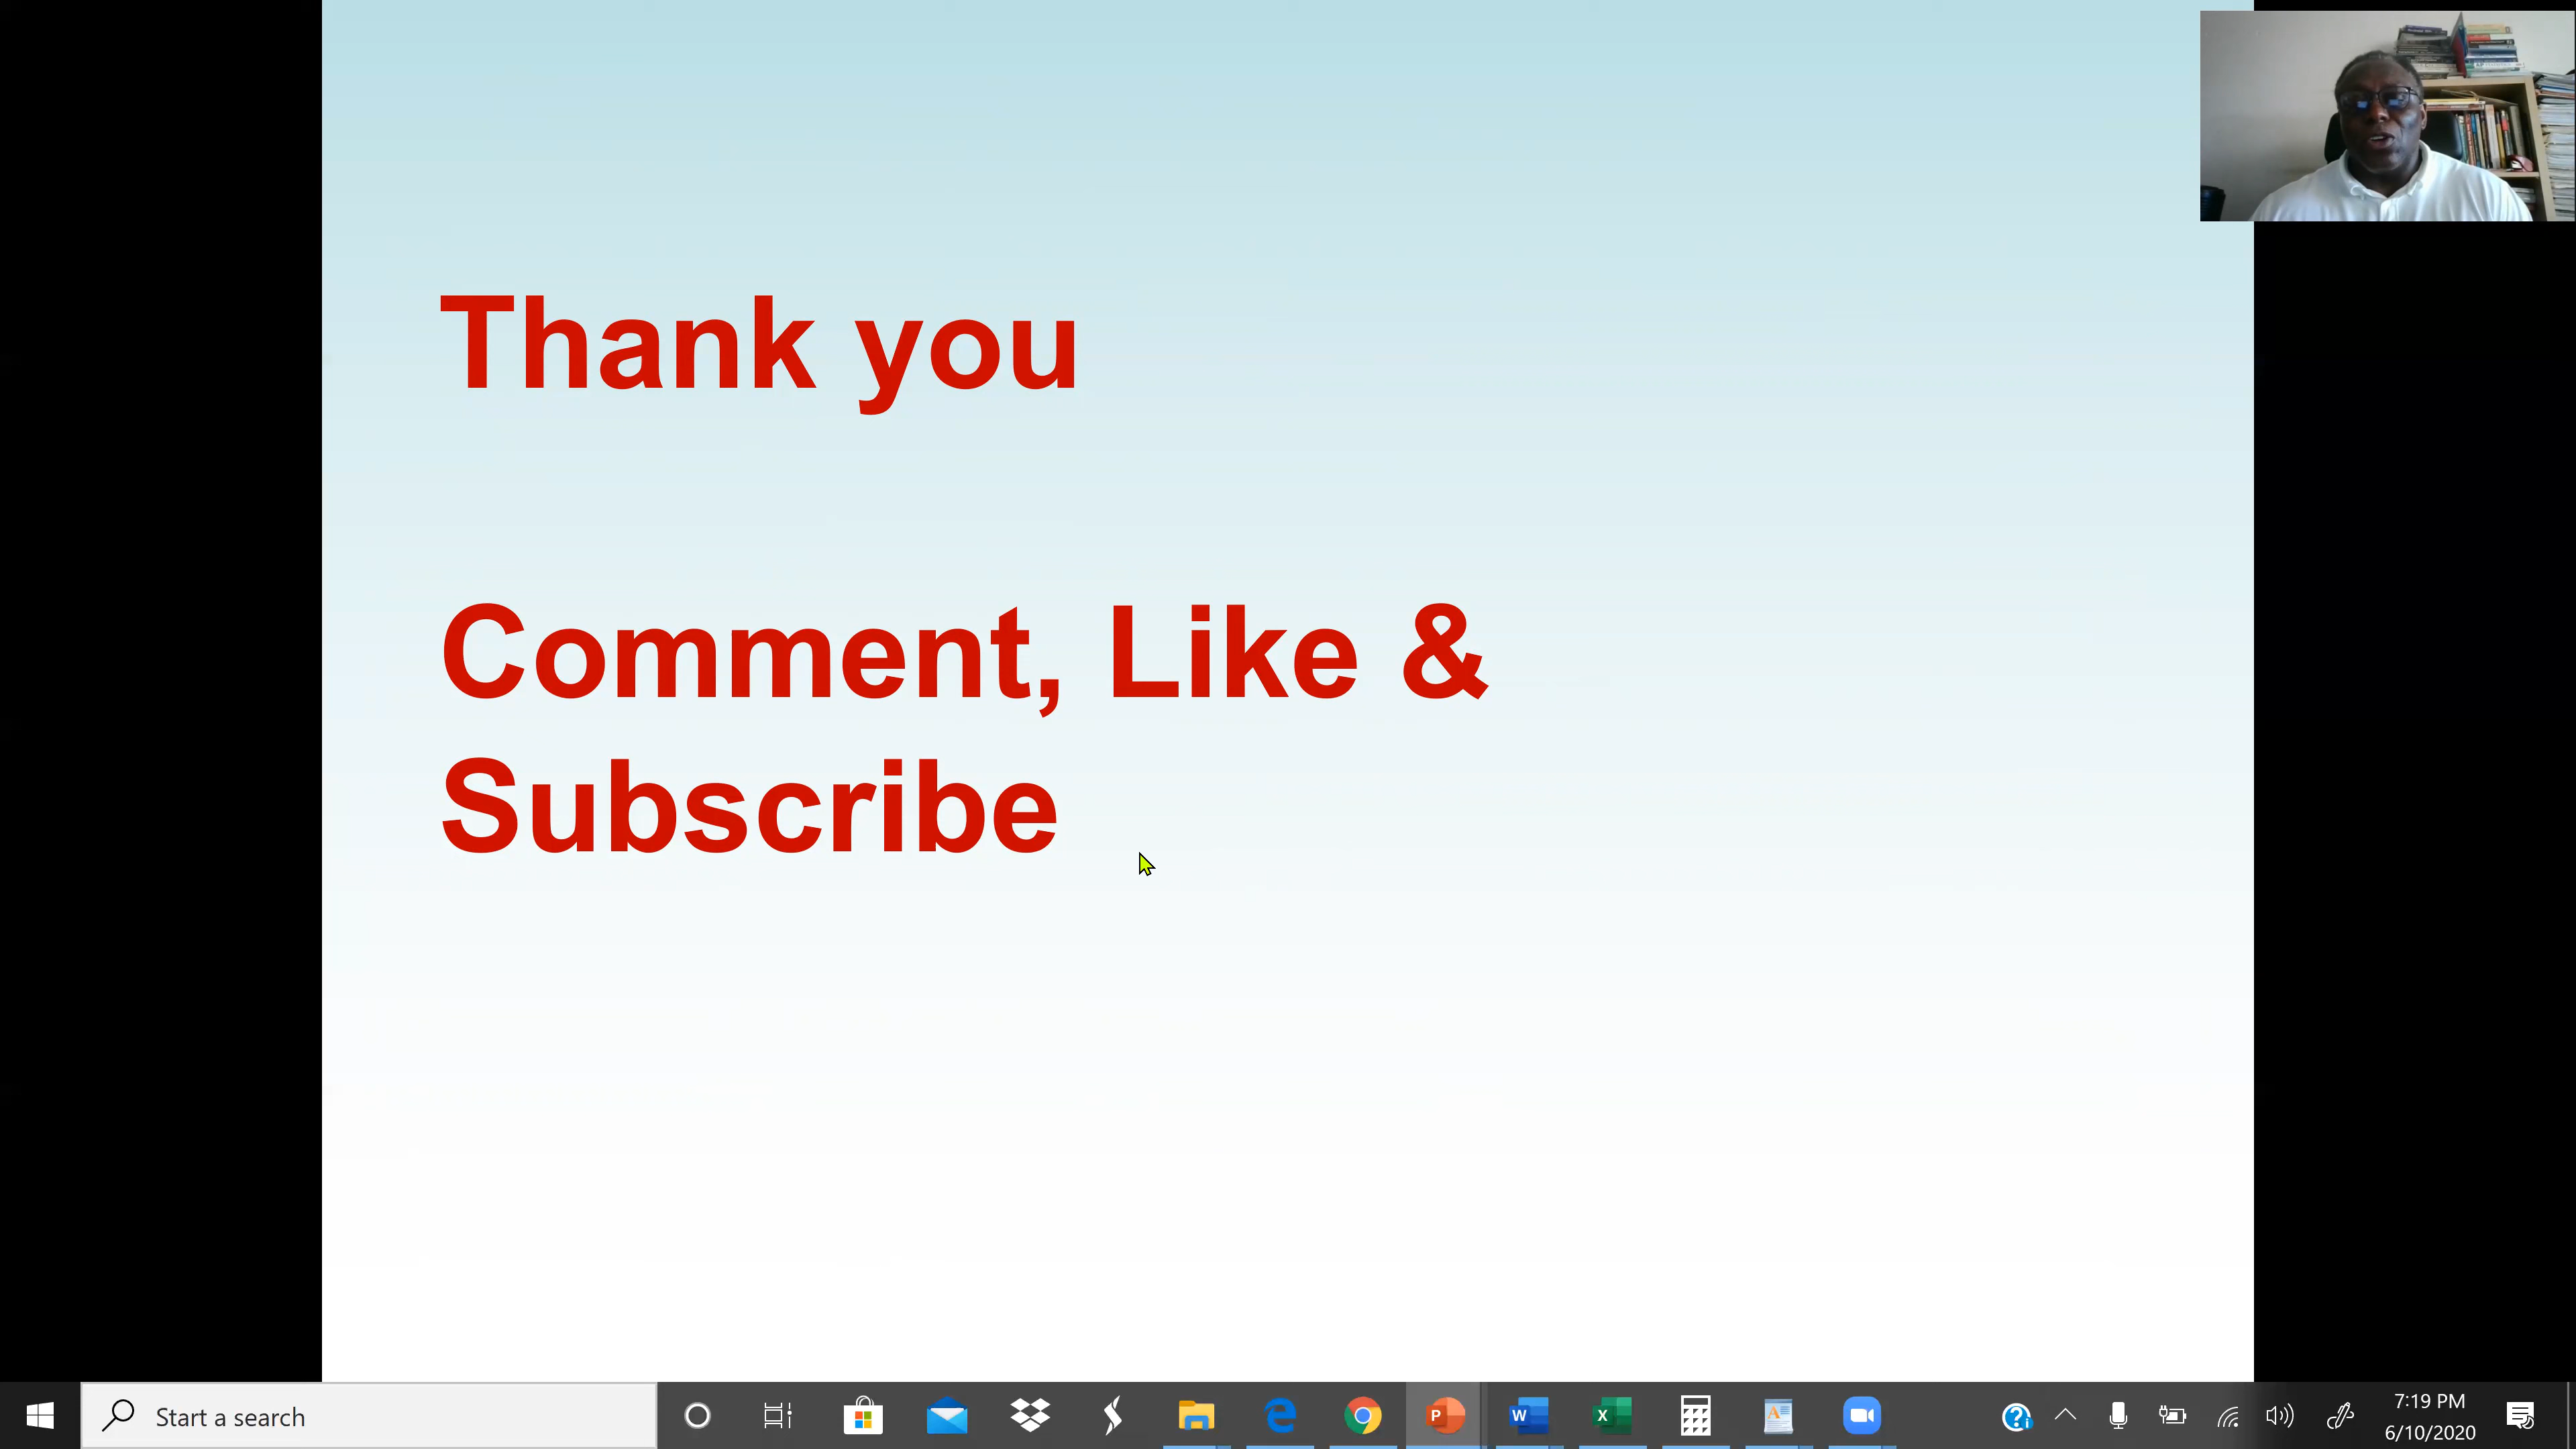 Thank you
Comment, Like &
Subscribe
Start a search
P
W
X
A
7:19 PM
6/10/2020